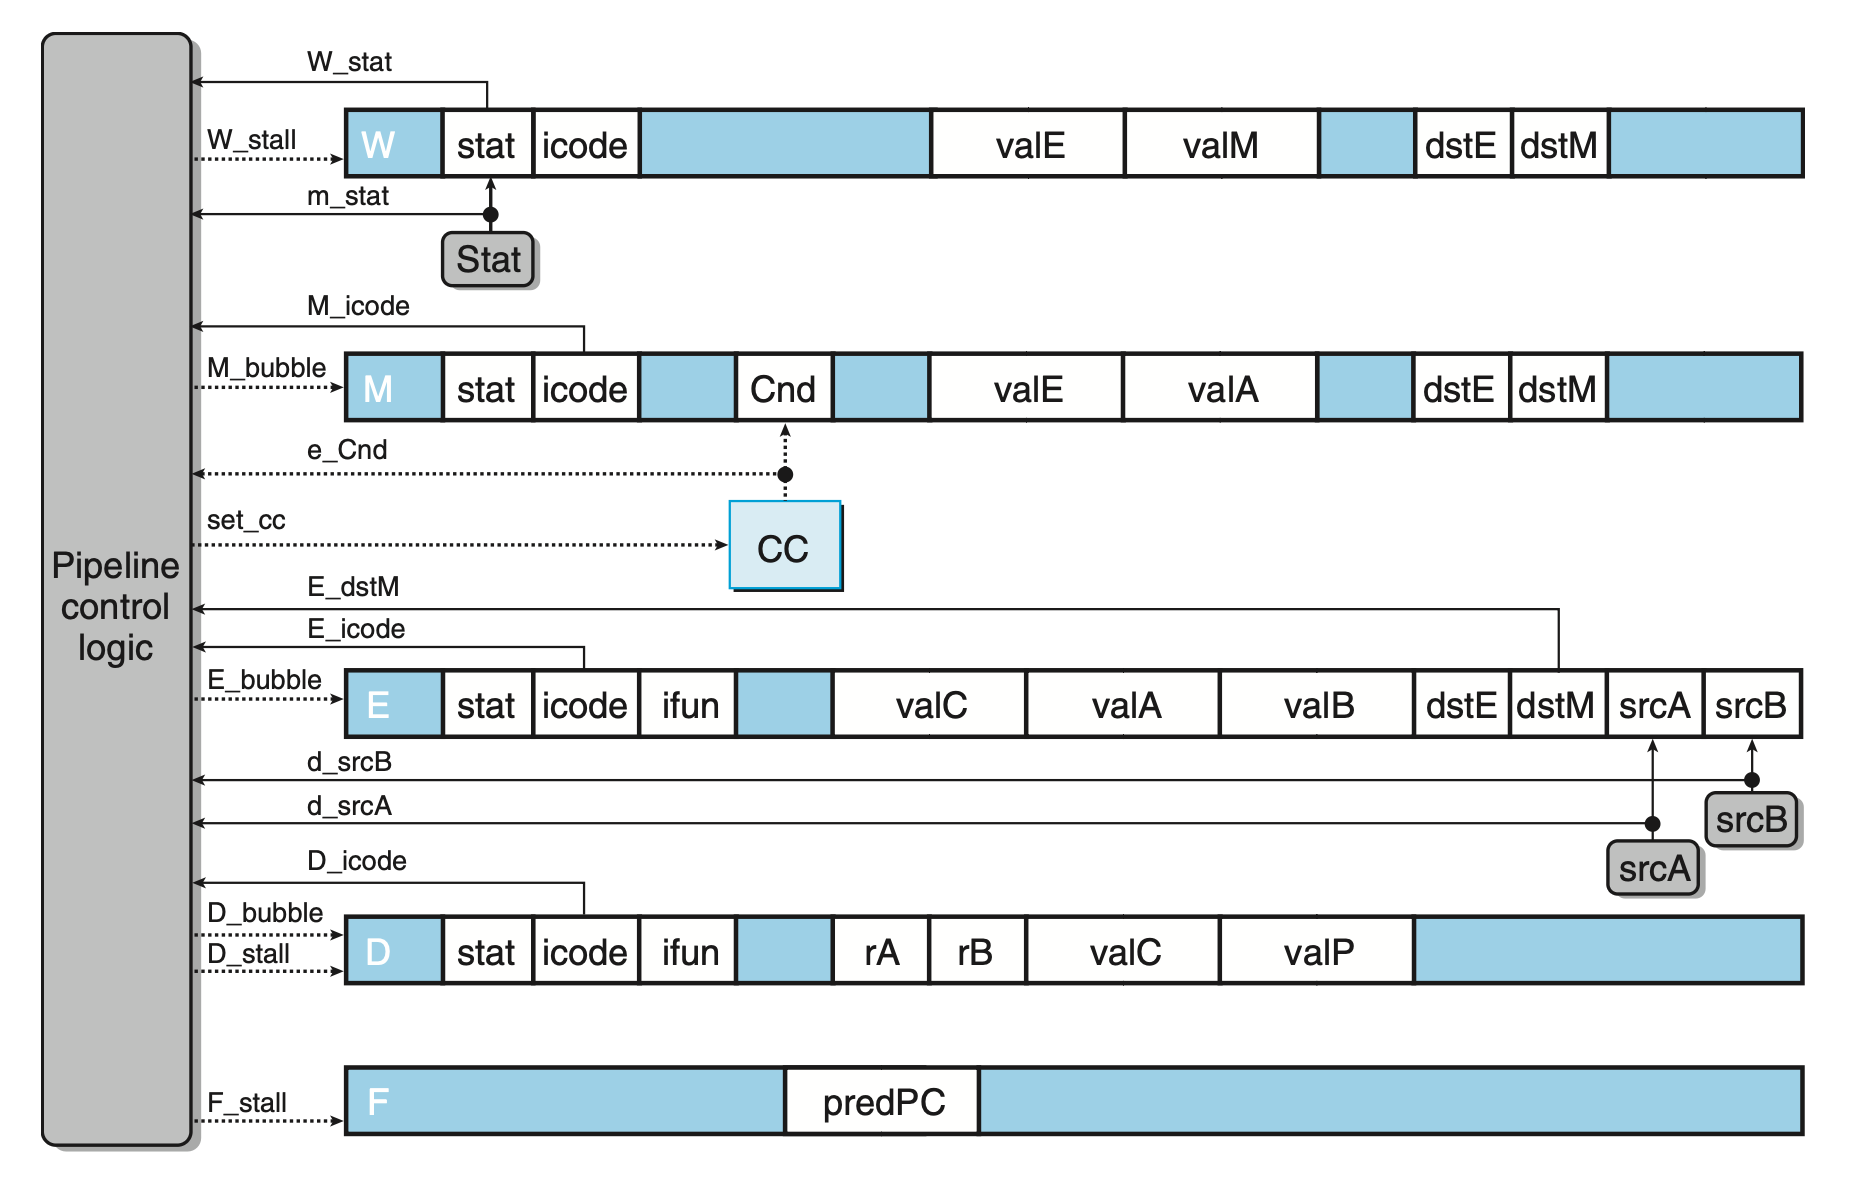 W_stat
W_stall
W stat icode valE valM dstE dstM
m_stat
Stat
M_icode
M_bubble
M stat icode Cnd valE valA dstE dstM
e_Cnd
set_cc
CC
Pipeline
control
logic
E_dstM
E_icode
E_bubble
E stat icode ifun valC valA valB dstE dstM srcA srcB
d_srcB
srcB
d_srcA
srcA
D_icode
D_bubble
D_stall
D stat icode ifun rA rB valC valP
F_stall
F predPC